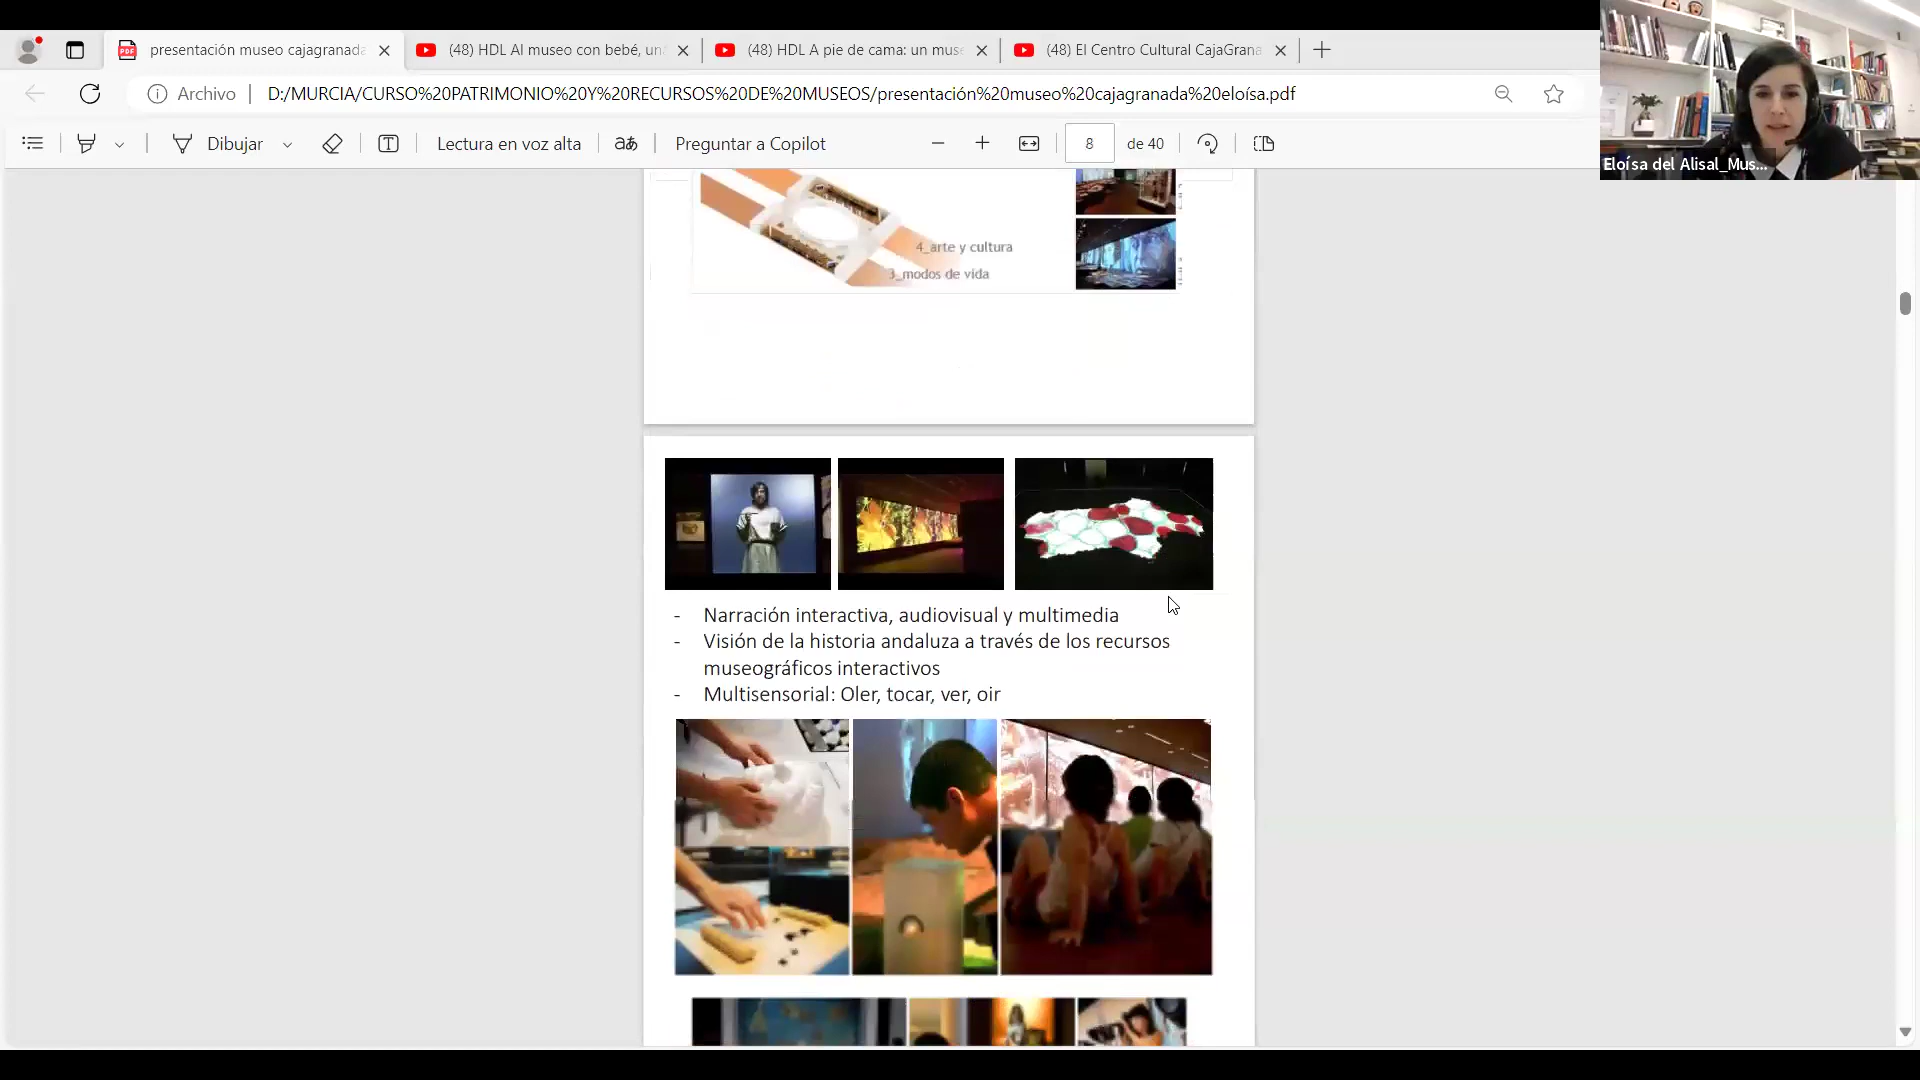 presentación museo cajagranada
(48) HDL Al museo con bebé, un
(48) HDL A pie de cama: un mus
(48) El Centro Cultural CajaGrana
Archivo
D:/MURCIA/CURSO%20PATRIMONIO%20Y%20RECURSOS%20DE%20MUSEOS/presentación%20museo%20cajagranada%20eloísa.pdf
Dibujar
Lectura en voz alta
aあ
Preguntar a Copilot
8
de 40
Eloísa del Alisal_Mus...
4_arte y cultura
3_modos de vida
- Narración interactiva, audiovisual y multimedia
- Visión de la historia andaluza a través de los recursos
museográficos interactivos
- Multisensorial: Oler, tocar, ver, oir